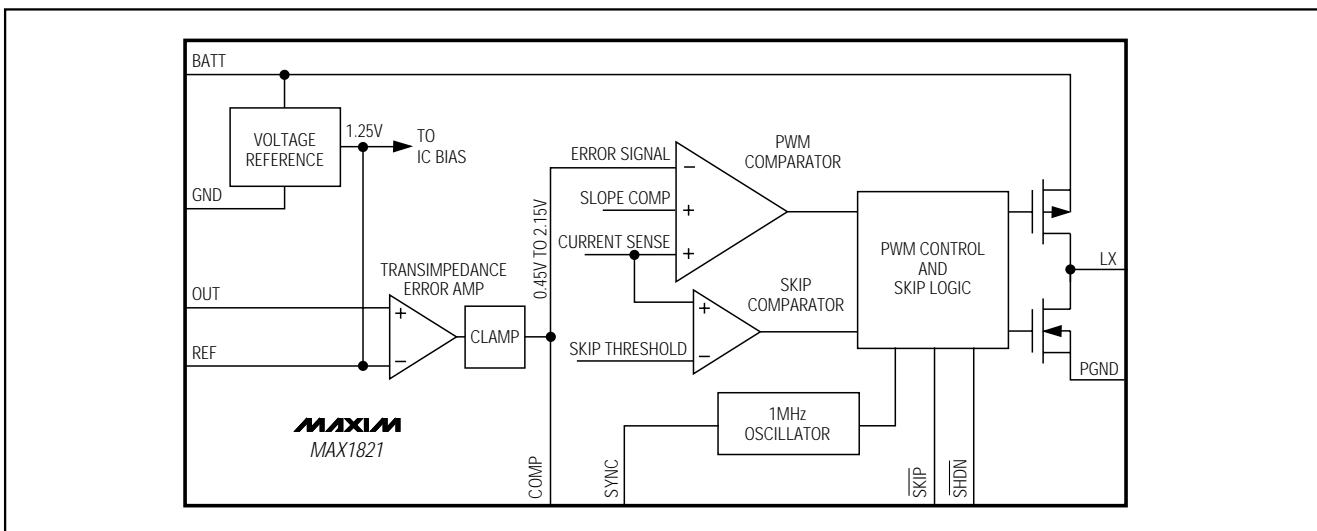 BATT
VOLTAGE
REFERENCE
1.25V
TO
IC BIAS
GND
TRANSIMPEDANCE
ERROR AMP
OUT
+
REF
−
CLAMP
0.45V TO 2.15V
ERROR SIGNAL
−
SLOPE COMP
+
CURRENT SENSE
+
PWM
COMPARATOR
SKIP
COMPARATOR
+
SKIP THRESHOLD
−
PWM CONTROL
AND
SKIP LOGIC
LX
PGND
1MHz
OSCILLATOR
MAXIM
MAX1821
COMP
SYNC
SKIP
SHDN